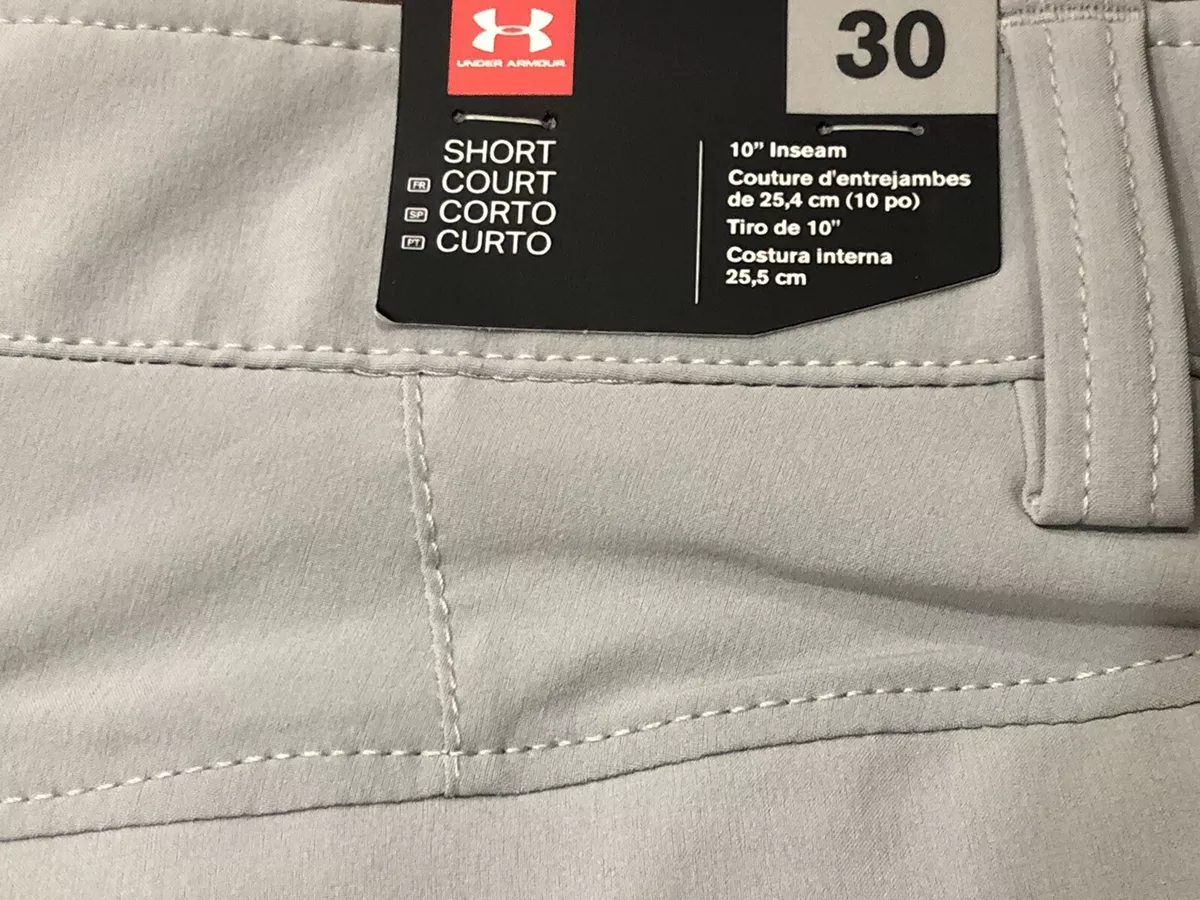 UNDER ARMOUR
30
SHORT
FR COURT
SP CORTO
PT CURTO
10” Inseam
Couture d'entrejambes
de 25,4 cm (10 po)
Tiro de 10"
Costura interna
25,5 cm